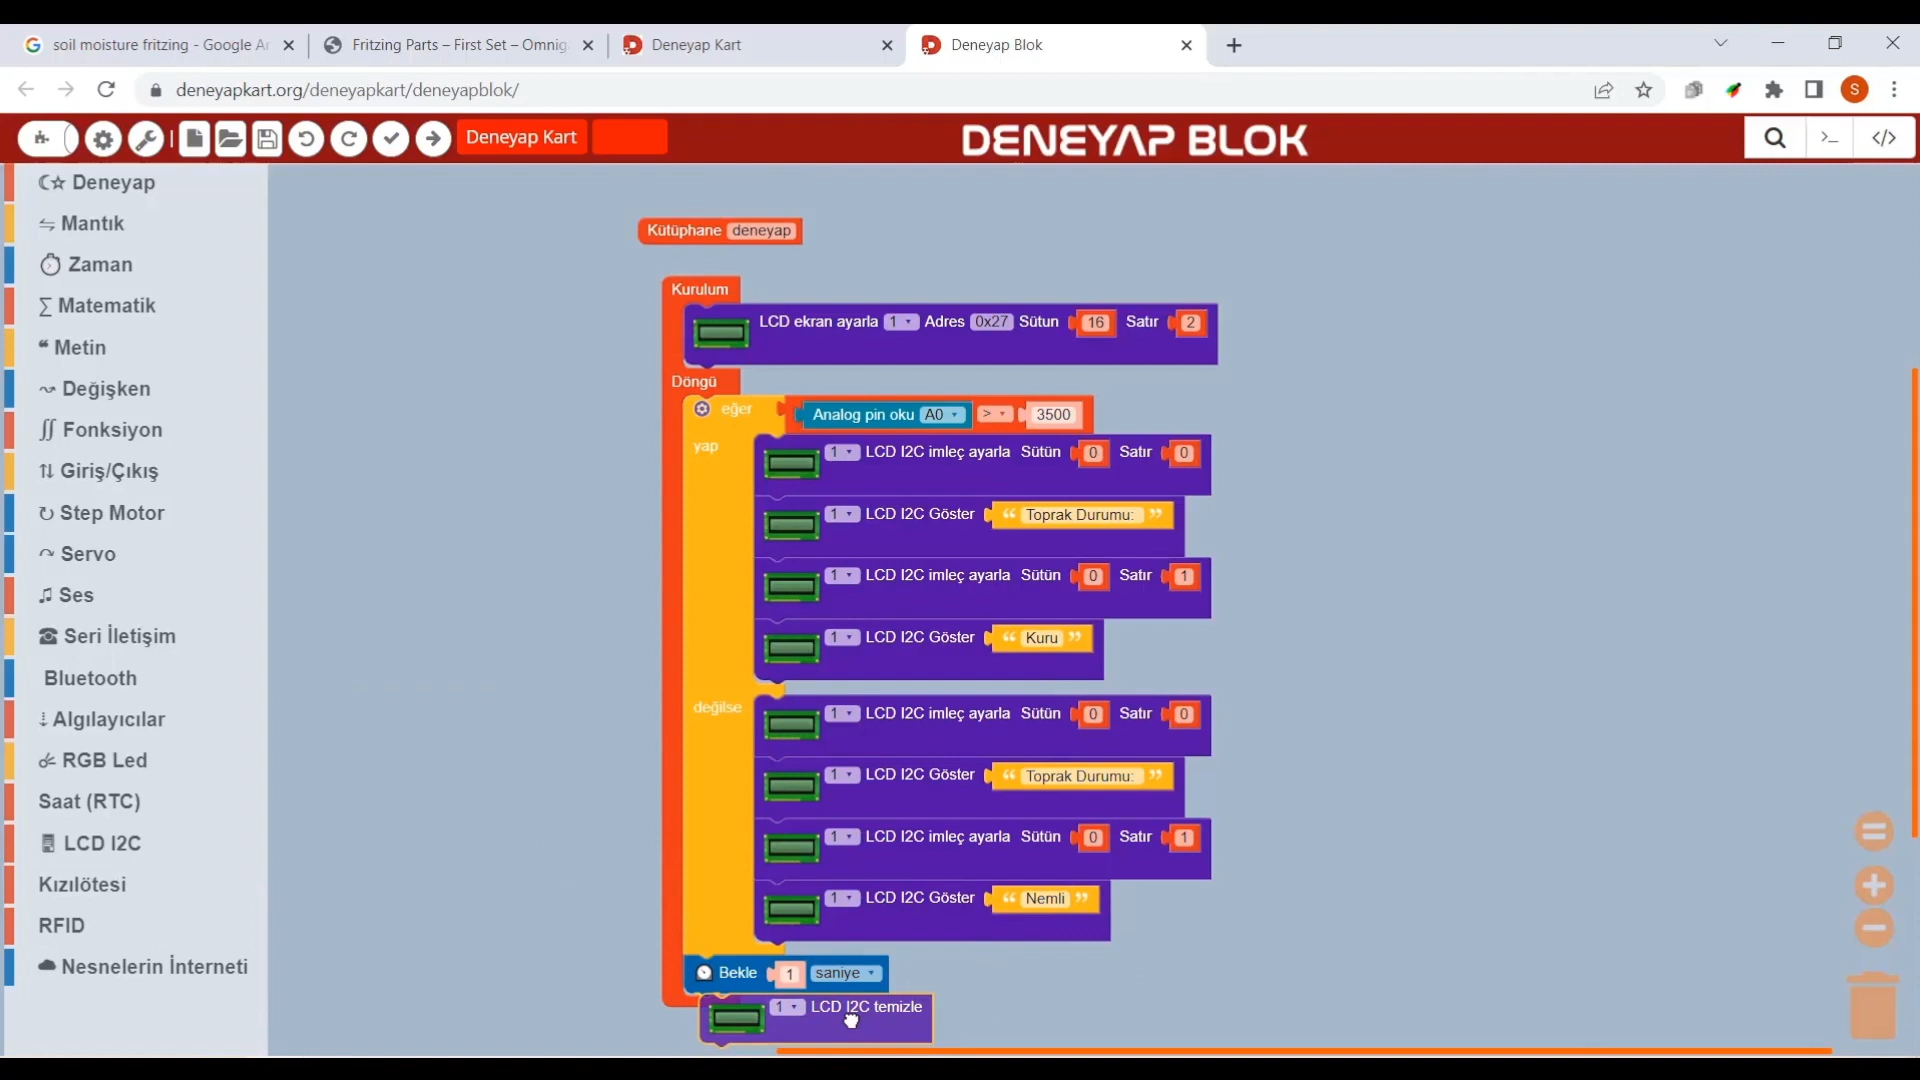 soil moisture fritzing - Google Ar
Fritzing Parts – First Set – Omnig
Deneyap Kart
Deneyap Blok
deneyapkart.org/deneyapkart/deneyapblok/
S
Deneyap Kart
DENEYAP BLOK
>_
</>
Deneyap
Mantık
Zaman
∑ Matematik
“ Metin
Değişken
∫∫ Fonksiyon
Giriş/Çıkış
Step Motor
Servo
Ses
Seri İletişim
Bluetooth
Algılayıcılar
RGB Led
Saat (RTC)
LCD I2C
Kızılötesi
RFID
Nesnelerin İnterneti
Kütüphane deneyap
Kurulum
LCD ekran ayarla 1 Adres 0x27 Sütun 16 Satır 2
Döngü
eğer Analog pin oku A0 > 3500
yap
1 LCD I2C imleç ayarla Sütün 0 Satır 0
1 LCD I2C Göster “ Toprak Durumu: ”
1 LCD I2C imleç ayarla Sütün 0 Satır 1
1 LCD I2C Göster “ Kuru ”
değilse
1 LCD I2C imleç ayarla Sütün 0 Satır 0
1 LCD I2C Göster “ Toprak Durumu: ”
1 LCD I2C imleç ayarla Sütün 0 Satır 1
1 LCD I2C Göster “ Nemli ”
Bekle 1 saniye
1 LCD I2C temizle